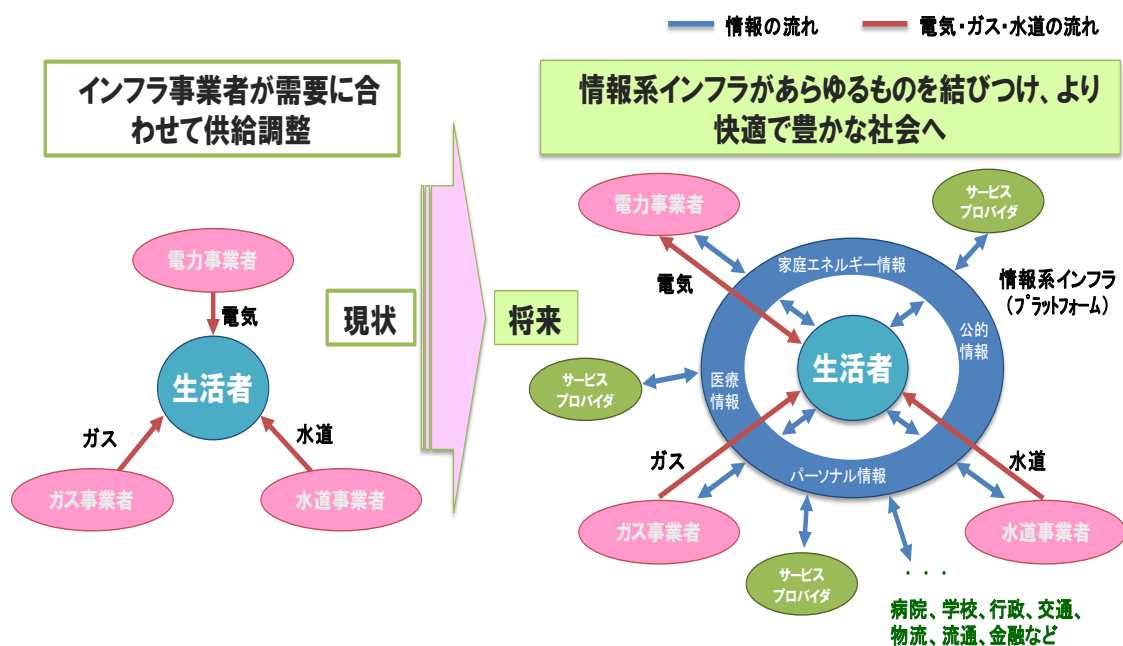 情報の流れ
電気・ガス・水道の流れ
インフラ事業者が需要に合
わせて供給調整
情報系インフラがあらゆるものを結びつけ、より
快適で豊かな社会へ
電力事業者
電気
生活者
ガス
水道
ガス事業者
水道事業者
現状
将来
電力事業者
サービス
プロバイダ
家庭エネルギー情報
電気
情報系インフラ
(プラットフォーム)
公的
情報
生活者
医療
情報
サービス
プロバイダ
ガス
水道
パーソナル情報
ガス事業者
水道事業者
サービス
プロバイダ
・・・
病院、学校、行政、交通、
物流、流通、金融など